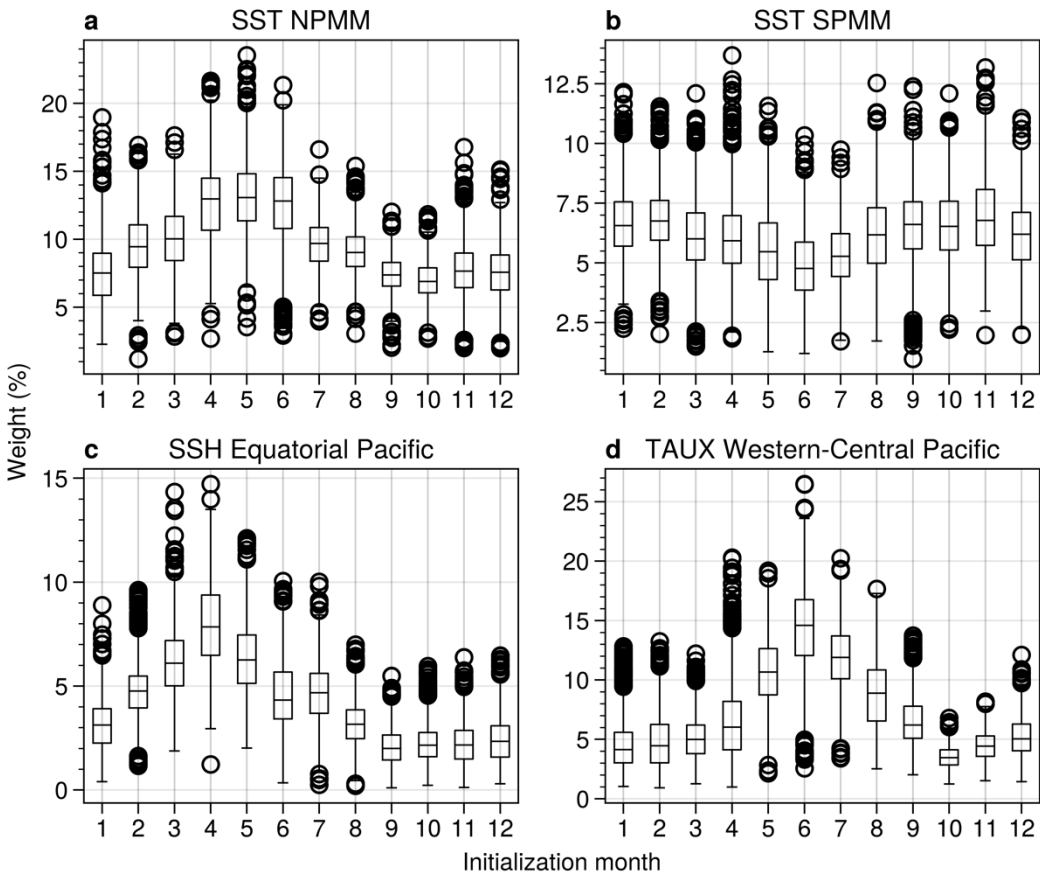 a SST NPMM
b SST SPMM
20
15
10
5
1 2 3 4 5 6 7 8 9 10 11 12
12.5
10
7.5
5
2.5
1 2 3 4 5 6 7 8 9 10 11 12
Weight (%)
c SSH Equatorial Pacific
d TAUX Western-Central Pacific
15
10
5
0
1 2 3 4 5 6 7 8 9 10 11 12
25
20
15
10
5
0
1 2 3 4 5 6 7 8 9 10 11 12
Initialization month